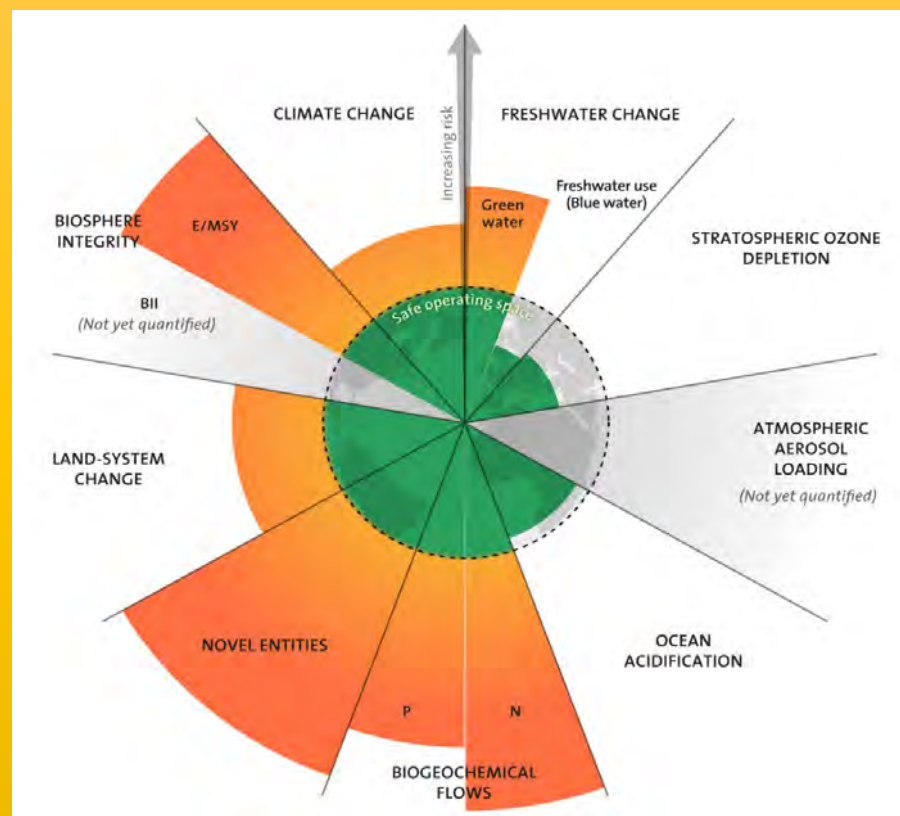 CLIMATE CHANGE
Increasing risk
FRESHWATER CHANGE
Green
water
Freshwater use
(Blue water)
STRATOSPHERIC OZONE
DEPLETION
ATMOSPHERIC
AEROSOL
LOADING
(Not yet quantified)
OCEAN
ACIDIFICATION
BIOGEOCHEMICAL
FLOWS
P
N
NOVEL ENTITIES
LAND-SYSTEM
CHANGE
BIOSPHERE
INTEGRITY
E/MSY
BII
(Not yet quantified)
Safe operating space